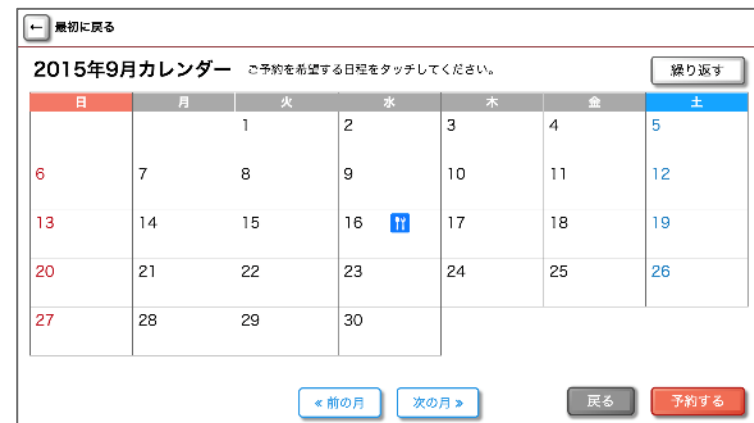 ← 最初に戻る
2015年9月カレンダー ご予約を希望する日程をタッチしてください。 繰り返す
日 月 火 水 木 金 土
1 2 3 4 5
6 7 8 9 10 11 12
13 14 15 16 17 18 19
20 21 22 23 24 25 26
27 28 29 30
« 前の月 次の月 » 戻る 予約する